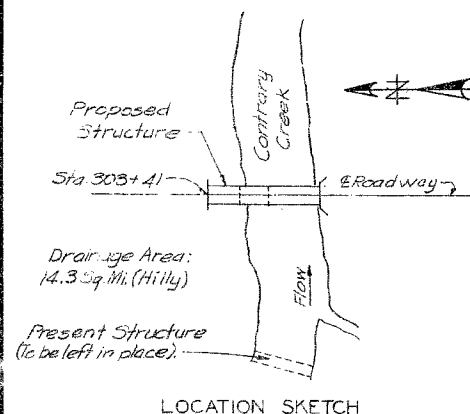 Contrary
Creek
N
Proposed
Structure
Sta. 303+41
℄ Roadway
Drainage Area:
14.3 Sq. Mi. (Hilly)
Flow
Present Structure
(To be left in place).
LOCATION SKETCH